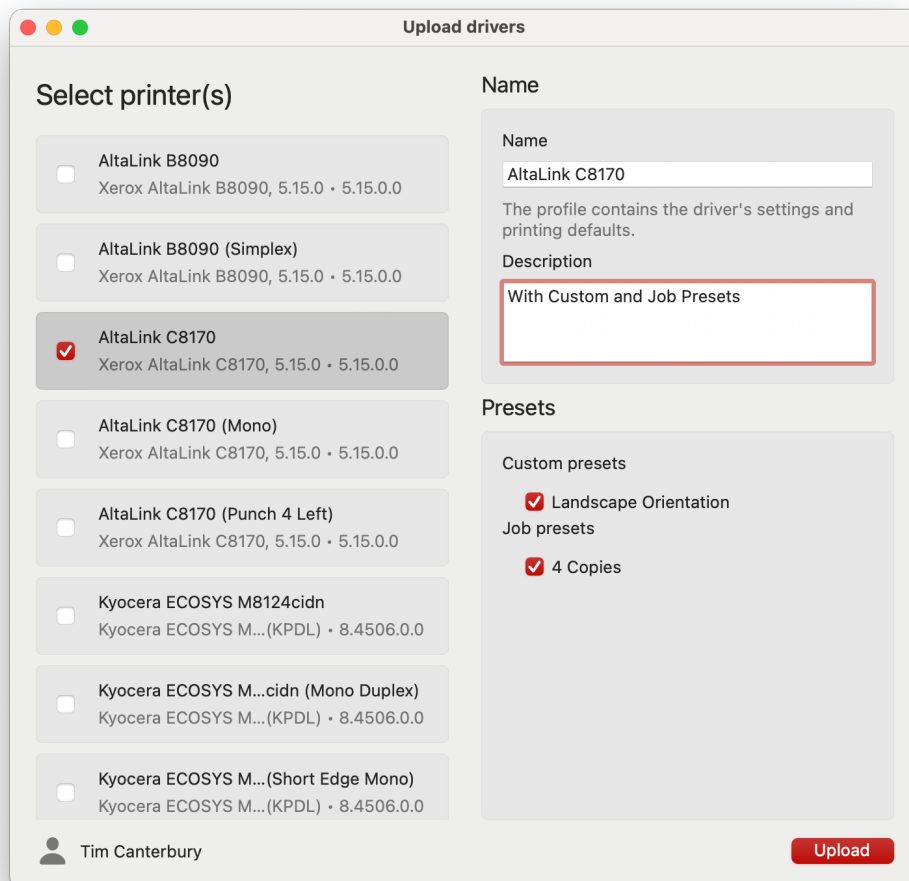 Upload drivers
Select printer(s)
AltaLink B8090
Xerox AltaLink B8090, 5.15.0 • 5.15.0.0
AltaLink B8090 (Simplex)
Xerox AltaLink B8090, 5.15.0 • 5.15.0.0
AltaLink C8170
Xerox AltaLink C8170, 5.15.0 • 5.15.0.0
AltaLink C8170 (Mono)
Xerox AltaLink C8170, 5.15.0 • 5.15.0.0
AltaLink C8170 (Punch 4 Left)
Xerox AltaLink C8170, 5.15.0 • 5.15.0.0
Kyocera ECOSYS M8124cidn
Kyocera ECOSYS M...(KPDL) • 8.4506.0.0
Kyocera ECOSYS M...cidn (Mono Duplex)
Kyocera ECOSYS M...(KPDL) • 8.4506.0.0
Kyocera ECOSYS M...(Short Edge Mono)
Kyocera ECOSYS M...(KPDL) • 8.4506.0.0
Tim Canterbury
Name
Name
AltaLink C8170
The profile contains the driver's settings and
printing defaults.
Description
With Custom and Job Presets
Presets
Custom presets
Landscape Orientation
Job presets
4 Copies
Upload